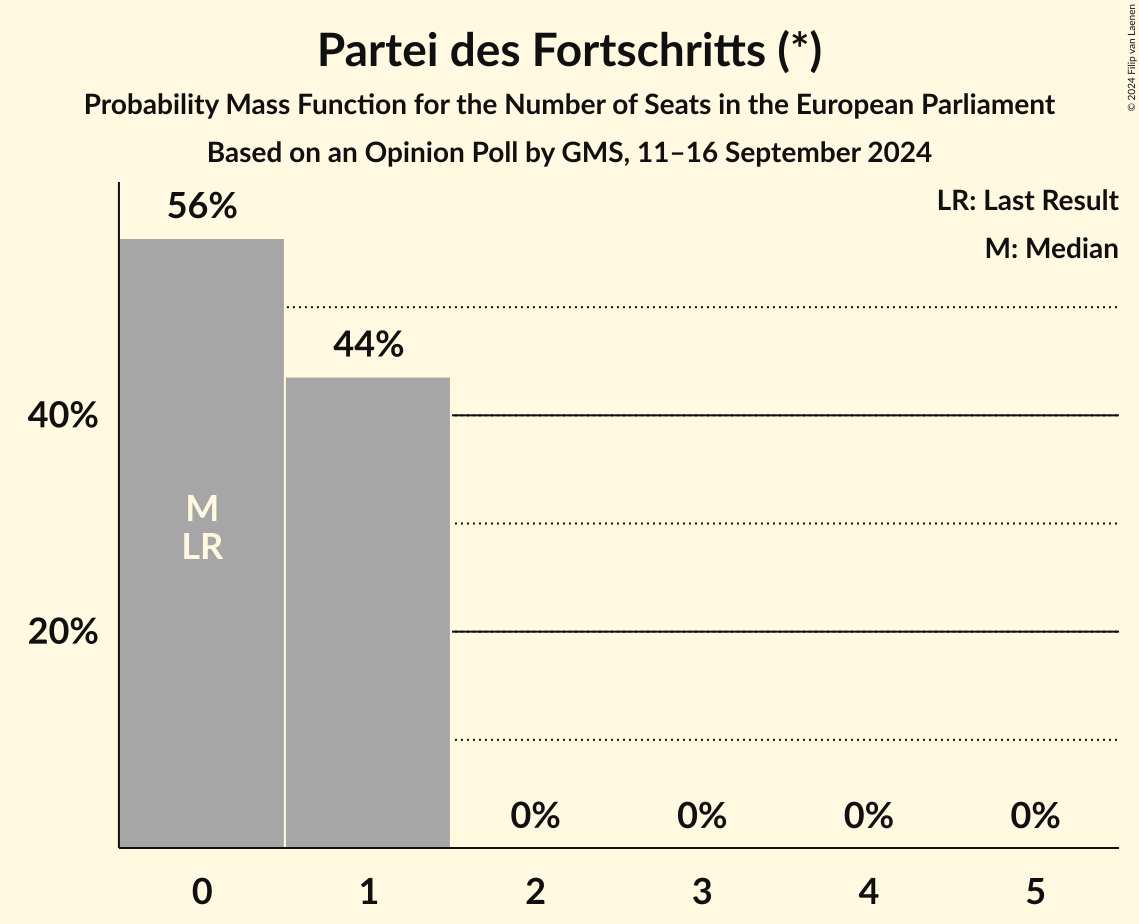 Partei des Fortschritts (*)
Probability Mass Function for the Number of Seats in the European Parliament
Based on an Opinion Poll by GMS, 11–16 September 2024
© 2024 Filip van Laenen
LR: Last Result
M: Median
56%
44%
40%
20%
M
LR
0%
0%
0%
0%
0
1
2
3
4
5